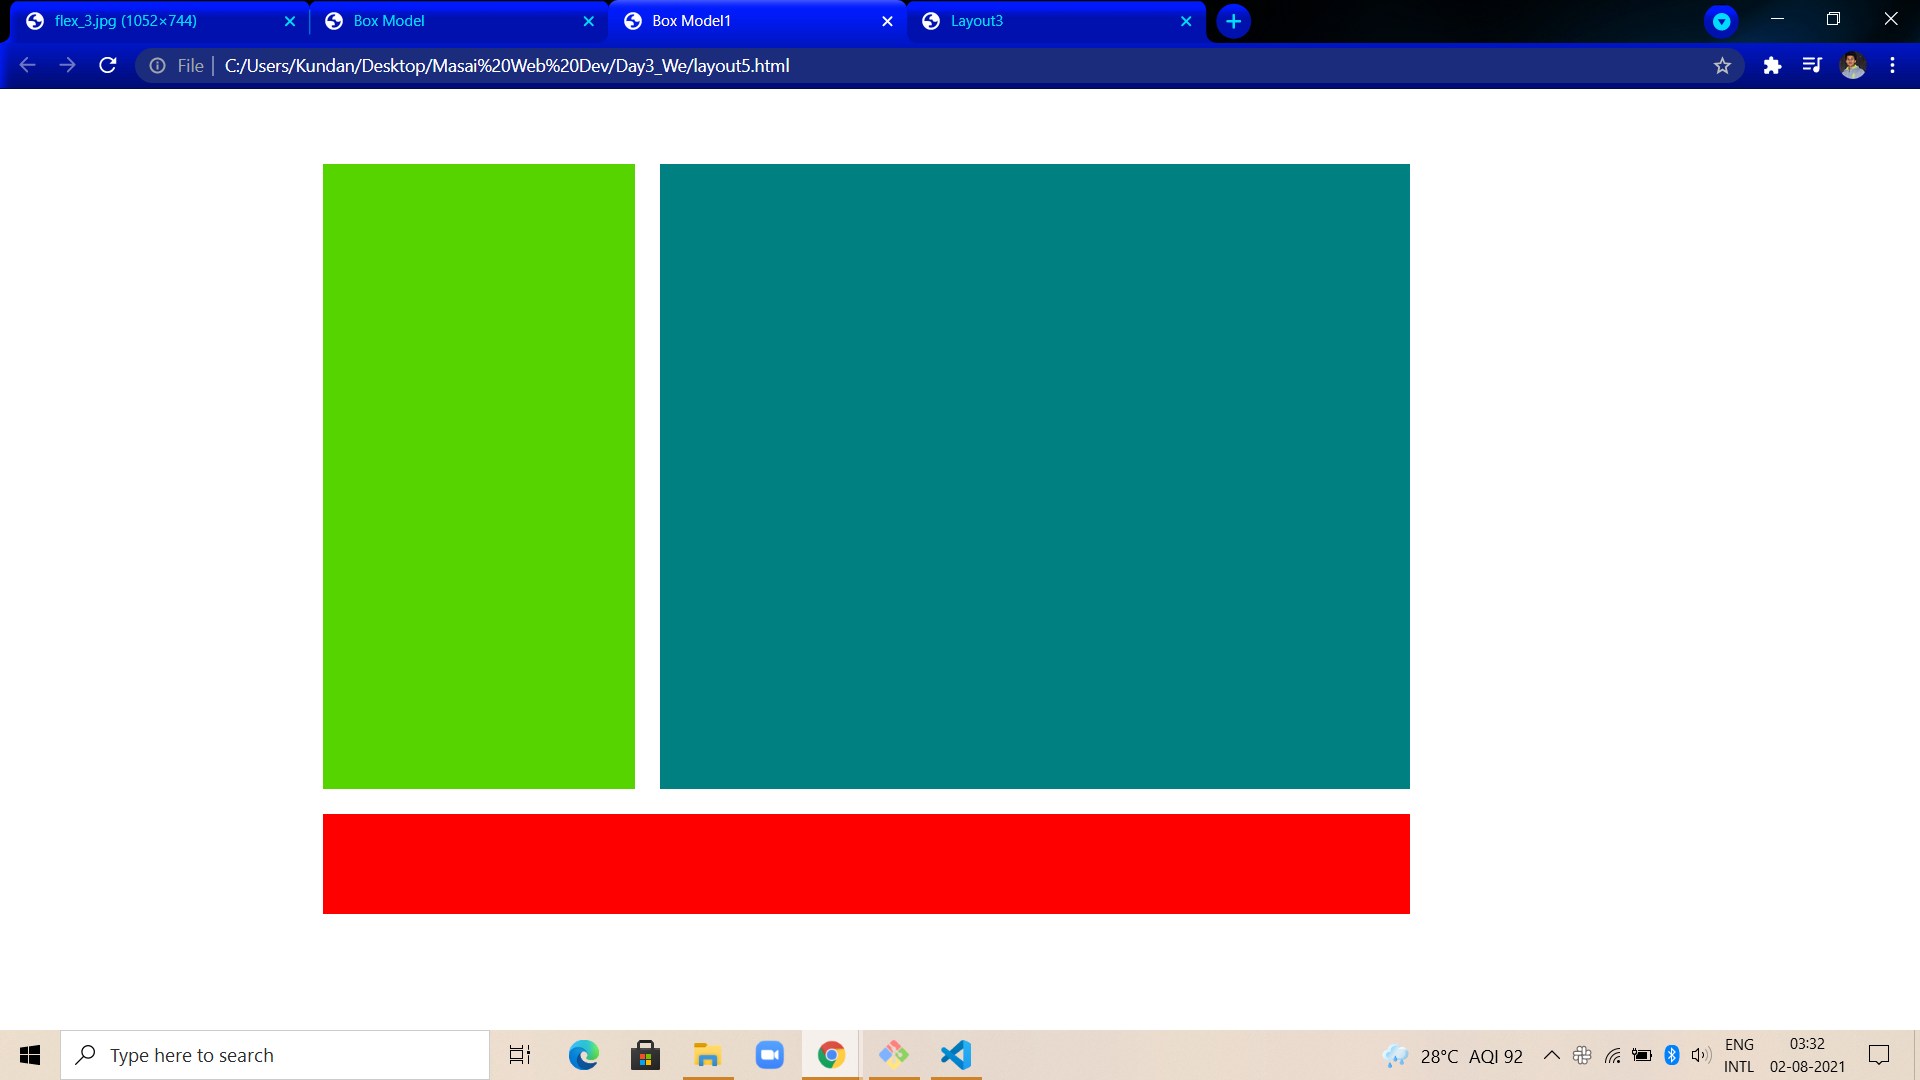 flex_3.jpg (1052×744)
Box Model
Box Model1
Layout3
File
C:/Users/Kundan/Desktop/Masai%20Web%20Dev/Day3_We/layout5.html
Type here to search
28°C AQI 92
ENG
INTL
03:32
02-08-2021